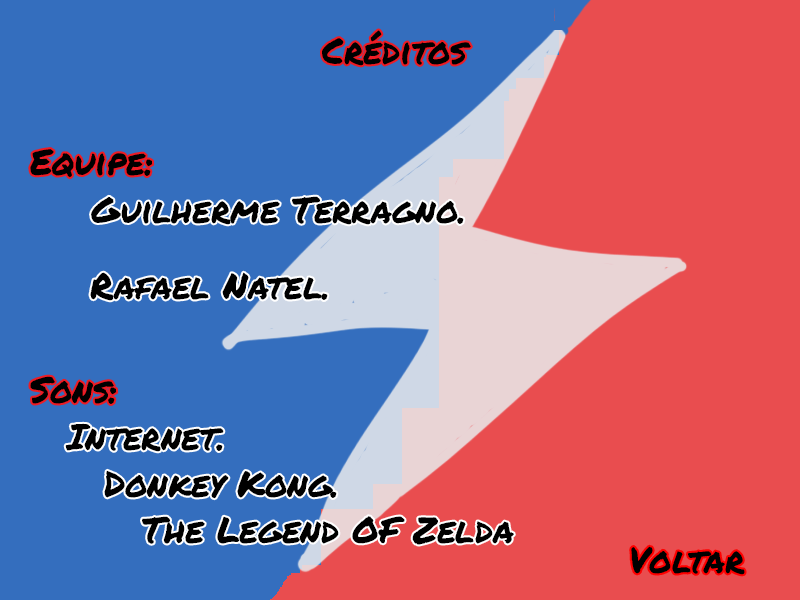 Créditos
Equipe:
Guilherme Terragno.
Rafael Natel.
Sons:
Internet.
Donkey Kong.
The Legend OF Zelda
Voltar